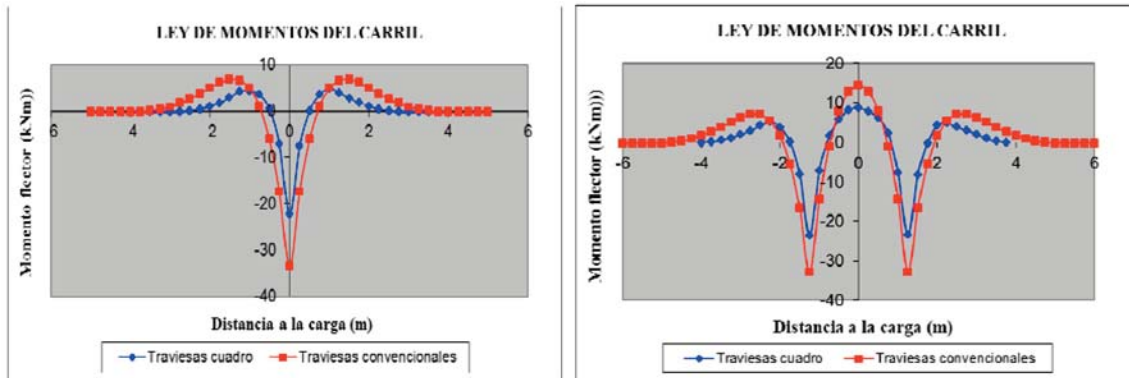 LEY DE MOMENTOS DEL CARRIL
Momento flector (kNm)
10
0
-10
-20
-30
-40
6
4
2
0
2
4
6
Distancia a la carga (m)
Traviesas cuadro
Traviesas convencionales
LEY DE MOMENTOS DEL CARRIL
Momento flector (kNm)))
20
10
0
-10
-20
-30
-40
-6
-4
-2
0
2
4
6
Distancia a la carga (m)
Traviesas cuadro
Traviesas convencionales